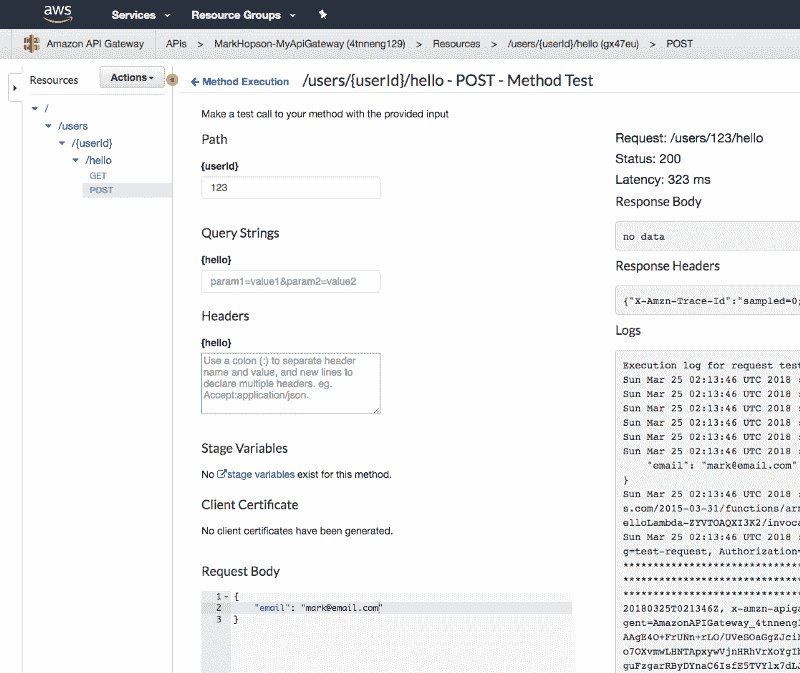 aws
Services
Resource Groups
Amazon API Gateway
APIs > MarkHopson-MyApiGateway (4tnneng129) > Resources > /users/{userId}/hello (gx47eu) > POST
Resources
Actions
/
/users
/{userId}
/hello
GET
POST
Method Execution
/users/{userId}/hello - POST - Method Test
Make a test call to your method with the provided input
Path
{userId}
123
Query Strings
{hello}
param1=value1&param2=value2
Headers
{hello}
Use a colon (:) to separate header
name and value, and new lines to
declare multiple headers. eg.
Accept:application/json.
Stage Variables
No stage variables exist for this method.
Client Certificate
No client certificates have been generated.
Request Body
1 {
2 "email": "mark@email.com"
3 }
Request: /users/123/hello
Status: 200
Latency: 323 ms
Response Body
no data
Response Headers
{"X-Amzn-Trace-Id":"sampled=0;
Logs
Execution log for request test
Sun Mar 25 02:13:46 UTC 2018 :
Sun Mar 25 02:13:46 UTC 2018 :
Sun Mar 25 02:13:46 UTC 2018 :
Sun Mar 25 02:13:46 UTC 2018 :
Sun Mar 25 02:13:46 UTC 2018 :
Sun Mar 25 02:13:46 UTC 2018 :
"email": "mark@email.com"
}
Sun Mar 25 02:13:46 UTC 2018 :
s.com/2015-03-31/functions/arn
elloLambda-ZYVTOAQXI3K2/invoca
Sun Mar 25 02:13:46 UTC 2018 :
g=test-request, Authorization=
******************************
******************************
******************************
20180325T021346Z, x-amzn-apiga
gent=AmazonAPIGateway_4tnneng1